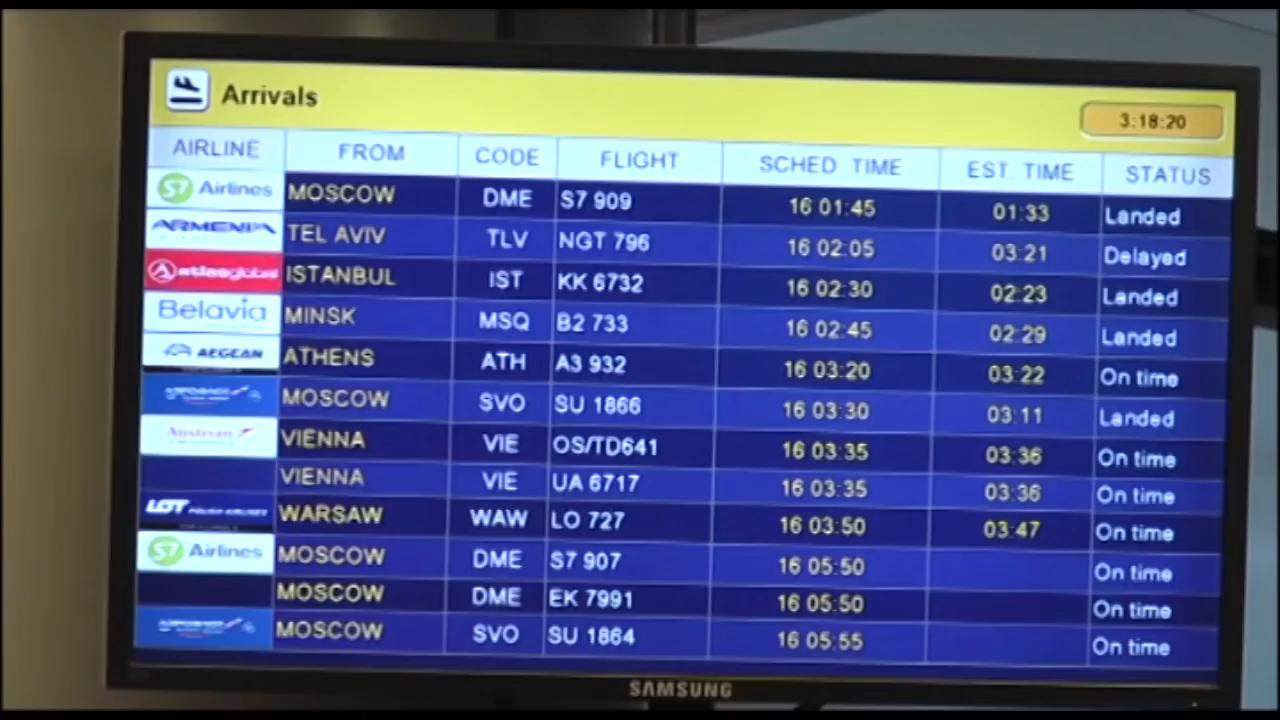 Arrivals
3:18:20
AIRLINE FROM CODE FLIGHT SCHED TIME EST. TIME STATUS
S7 Airlines MOSCOW DME S7 909 16 01:45 01:33 Landed
ARMENIA TEL AVIV TLV NGT 796 16 02:05 03:21 Delayed
atlasglobal ISTANBUL IST KK 6732 16 02:30 02:23 Landed
Belavia MINSK MSQ B2 733 16 02:45 02:29 Landed
AEGEAN ATHENS ATH A3 932 16 03:20 03:22 On time
MOSCOW SVO SU 1866 16 03:30 03:11 Landed
Austrian VIENNA VIE OS/TD641 16 03:35 03:36 On time
VIENNA VIE UA 6717 16 03:35 03:36 On time
LOT POLISH AIRLINES WARSAW WAW LO 727 16 03:50 03:47 On time
S7 Airlines MOSCOW DME S7 907 16 05:50 On time
MOSCOW DME EK 7991 16 05:50 On time
MOSCOW SVO SU 1864 16 05:55 On time
SAMSUNG